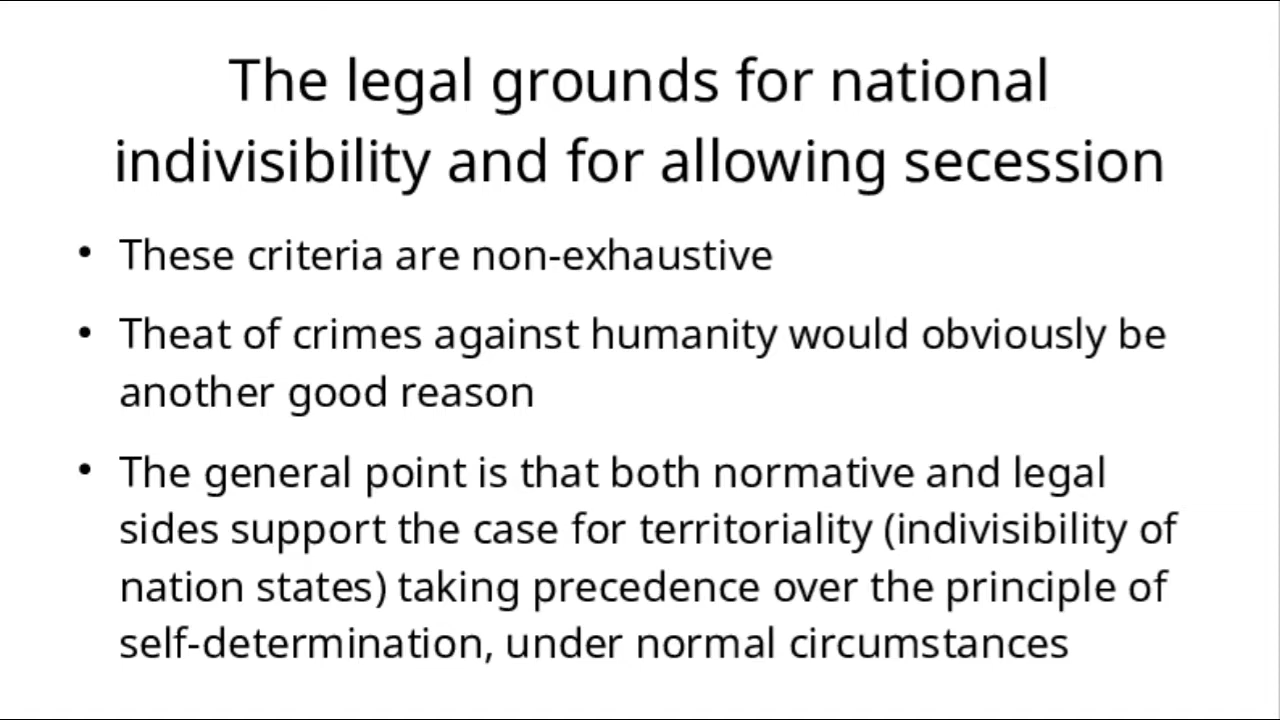 The legal grounds for national
indivisibility and for allowing secession
• These criteria are non-exhaustive
• Theat of crimes against humanity would obviously be
another good reason
• The general point is that both normative and legal
sides support the case for territoriality (indivisibility of
nation states) taking precedence over the principle of
self-determination, under normal circumstances